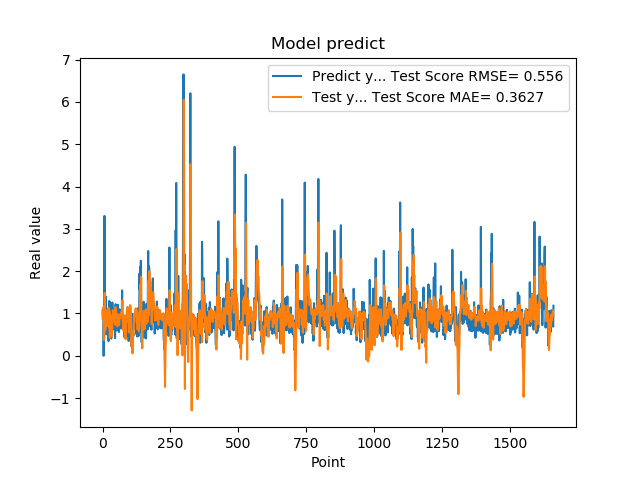 Model predict
Predict y... Test Score RMSE= 0.556
Test y... Test Score MAE= 0.3627
7
6
5
4
3
2
1
0
−1
Real value
0 250 500 750 1000 1250 1500
Point